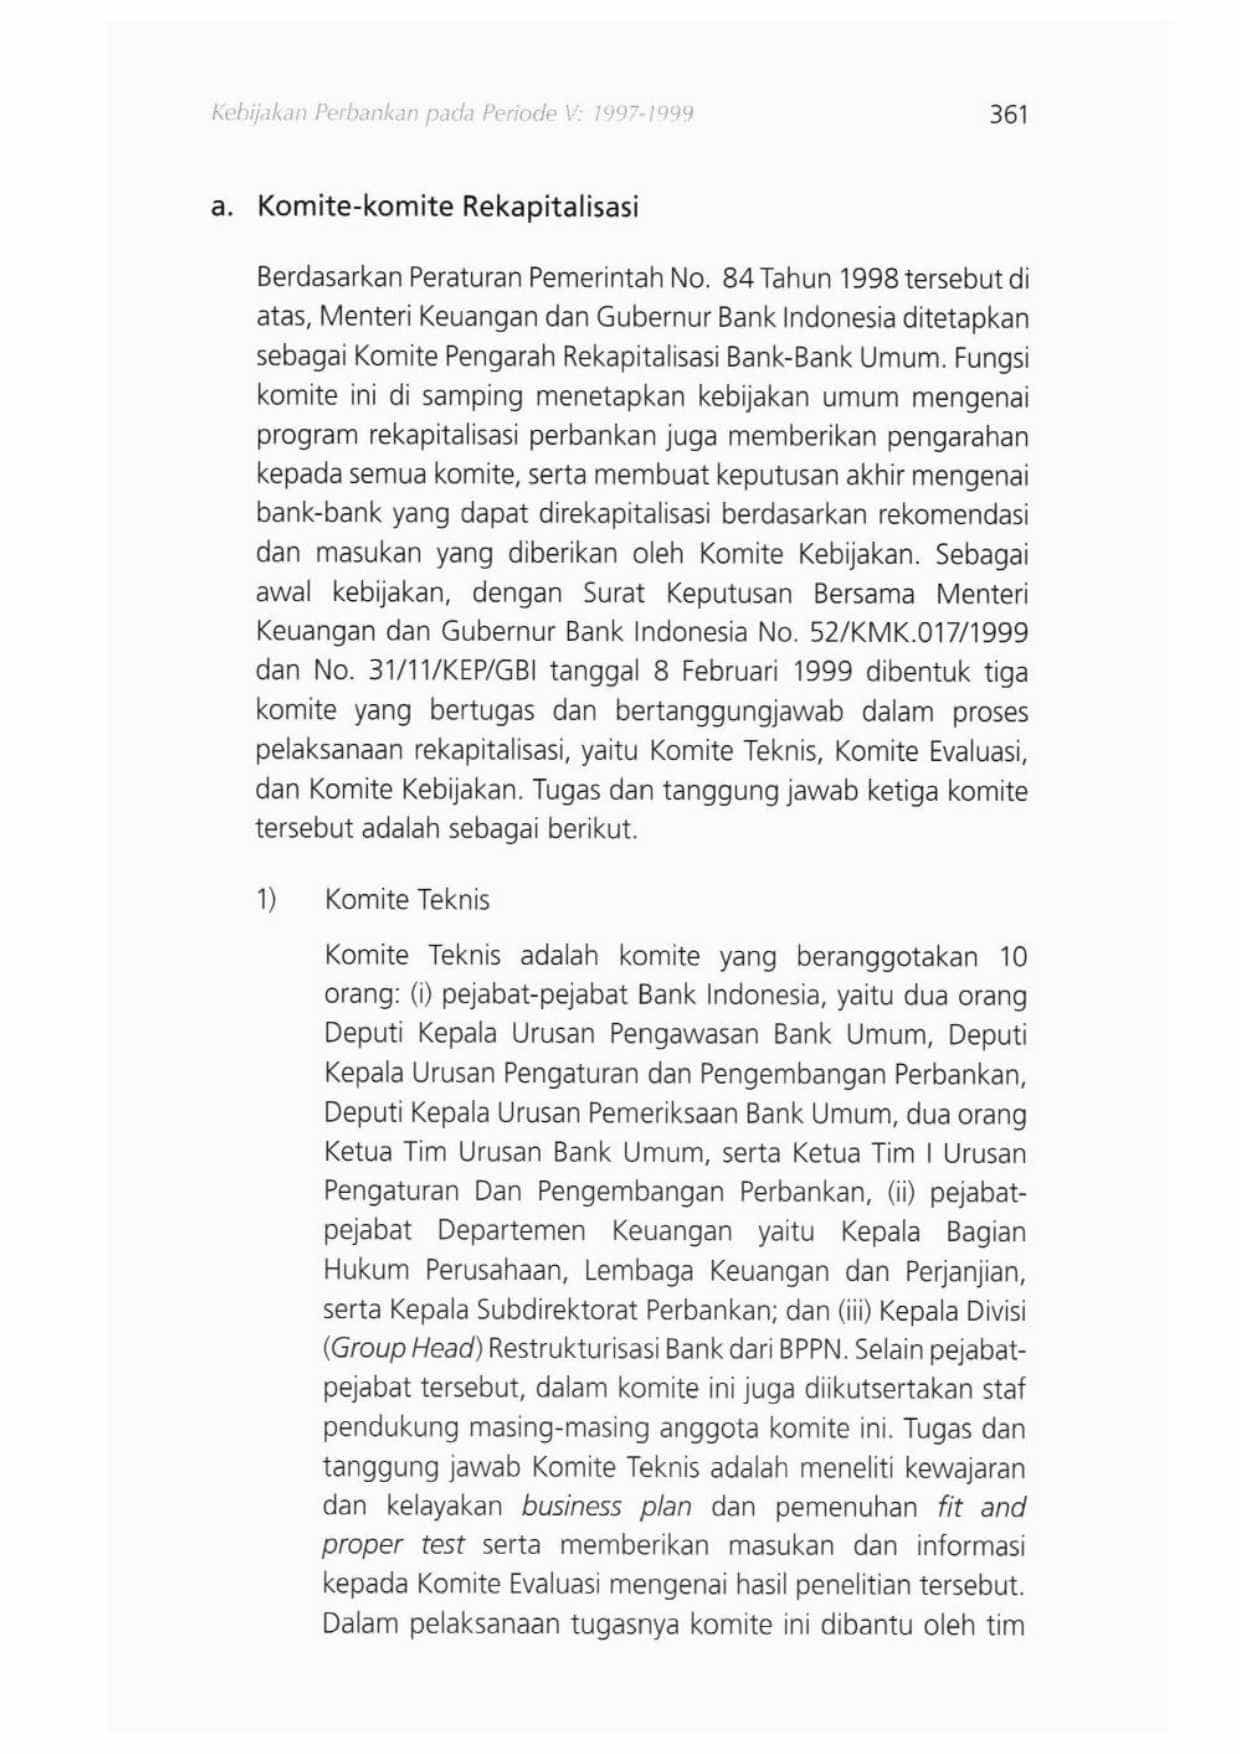 Kebijakan Perbankan pada Periode V: 1997-1999 361
a. Komite-komite Rekapitalisasi
Berdasarkan Peraturan Pemerintah No. 84 Tahun 1998 tersebut di
atas, Menteri Keuangan dan Gubernur Bank Indonesia ditetapkan
sebagai Komite Pengarah Rekapitalisasi Bank-Bank Umum. Fungsi
komite ini di samping menetapkan kebijakan umum mengenai
program rekapitalisasi perbankan juga memberikan pengarahan
kepada semua komite, serta membuat keputusan akhir mengenai
bank-bank yang dapat direkapitalisasi berdasarkan rekomendasi
dan masukan yang diberikan oleh Komite Kebijakan. Sebagai
awal kebijakan, dengan Surat Keputusan Bersama Menteri
Keuangan dan Gubernur Bank Indonesia No. 52/KMK.017/1999
dan No. 31/11/KEP/GBI tanggal 8 Februari 1999 dibentuk tiga
komite yang bertugas dan bertanggungjawab dalam proses
pelaksanaan rekapitalisasi, yaitu Komite Teknis, Komite Evaluasi,
dan Komite Kebijakan. Tugas dan tanggung jawab ketiga komite
tersebut adalah sebagai berikut.
1) Komite Teknis
Komite Teknis adalah komite yang beranggotakan 10
orang: (i) pejabat-pejabat Bank Indonesia, yaitu dua orang
Deputi Kepala Urusan Pengawasan Bank Umum, Deputi
Kepala Urusan Pengaturan dan Pengembangan Perbankan,
Deputi Kepala Urusan Pemeriksaan Bank Umum, dua orang
Ketua Tim Urusan Bank Umum, serta Ketua Tim I Urusan
Pengaturan Dan Pengembangan Perbankan, (ii) pejabat-
pejabat Departemen Keuangan yaitu Kepala Bagian
Hukum Perusahaan, Lembaga Keuangan dan Perjanjian,
serta Kepala Subdirektorat Perbankan; dan (iii) Kepala Divisi
(Group Head) Restrukturisasi Bank dari BPPN. Selain pejabat-
pejabat tersebut, dalam komite ini juga diikutsertakan staf
pendukung masing-masing anggota komite ini. Tugas dan
tanggung jawab Komite Teknis adalah meneliti kewajaran
dan kelayakan business plan dan pemenuhan fit and
proper test serta memberikan masukan dan informasi
kepada Komite Evaluasi mengenai hasil penelitian tersebut.
Dalam pelaksanaan tugasnya komite ini dibantu oleh tim